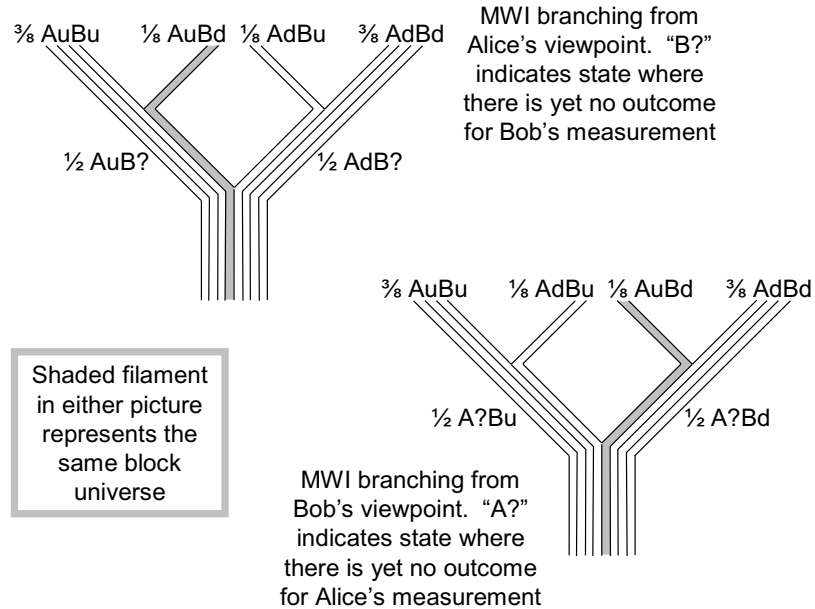 ⅜ AuBu ⅛ AuBd ⅛ AdBu ⅜ AdBd
MWI branching from
Alice’s viewpoint. “B?”
indicates state where
there is yet no outcome
for Bob’s measurement
½ AuB? ½ AdB?
⅜ AuBu ⅛ AdBu ⅛ AuBd ⅜ AdBd
½ A?Bu ½ A?Bd
Shaded filament
in either picture
represents the
same block
universe
MWI branching from
Bob’s viewpoint. “A?”
indicates state where
there is yet no outcome
for Alice’s measurement